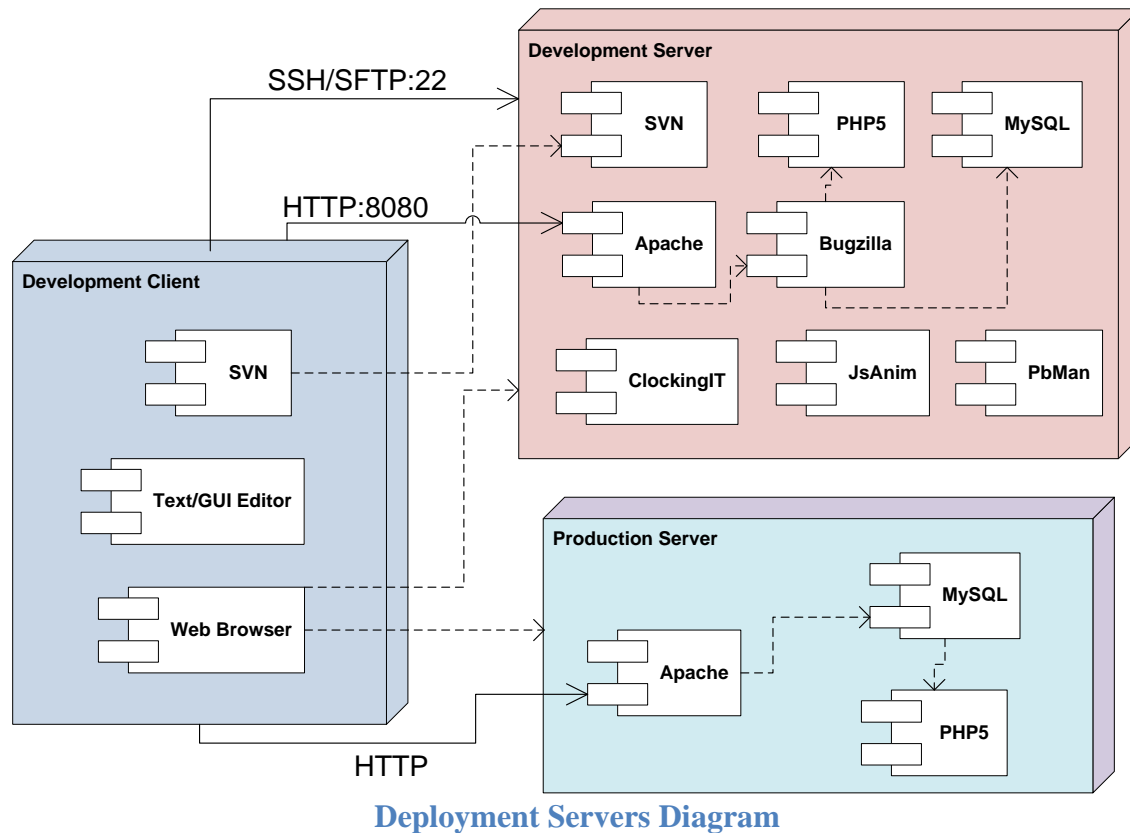 Development Server
SSH/SFTP:22
SVN
PHP5
MySQL
HTTP:8080
Apache
Bugzilla
Development Client
SVN
ClockingIT
JsAnim
PbMan
Text/GUI Editor
Production Server
MySQL
Web Browser
Apache
PHP5
HTTP
Deployment Servers Diagram